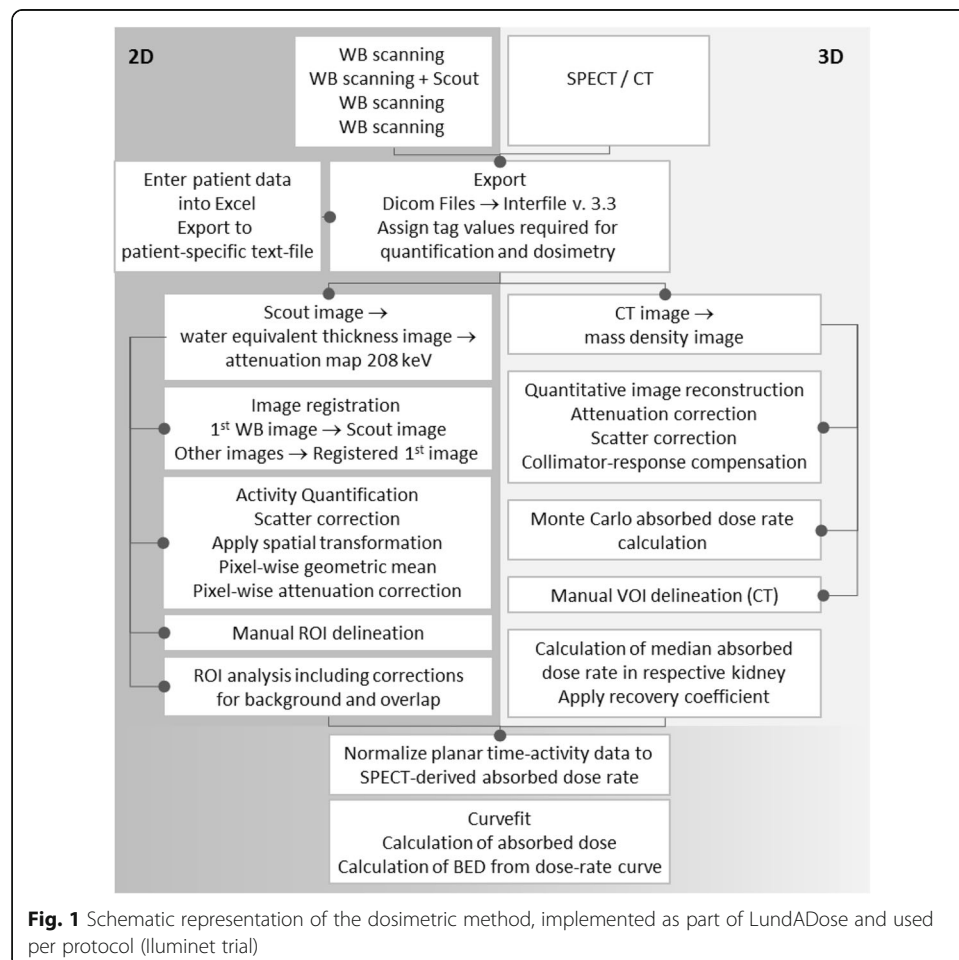 2D
3D
WB scanning
WB scanning + Scout
WB scanning
WB scanning
SPECT / CT
Enter patient data
into Excel
Export to
patient-specific text-file
Export
Dicom Files → Interfile v. 3.3
Assign tag values required for
quantification and dosimetry
Scout image →
water equivalent thickness image →
attenuation map 208 keV
Image registration
1st WB image → Scout image
Other images → Registered 1st image
Activity Quantification
Scatter correction
Apply spatial transformation
Pixel-wise geometric mean
Pixel-wise attenuation correction
Manual ROI delineation
ROI analysis including corrections
for background and overlap
CT image →
mass density image
Quantitative image reconstruction
Attenuation correction
Scatter correction
Collimator-response compensation
Monte Carlo absorbed dose rate
calculation
Manual VOI delineation (CT)
Calculation of median absorbed
dose rate in respective kidney
Apply recovery coefficient
Normalize planar time-activity data to
SPECT-derived absorbed dose rate
Curvefit
Calculation of absorbed dose
Calculation of BED from dose-rate curve
Fig. 1 Schematic representation of the dosimetric method, implemented as part of LundADose and used
per protocol (Iluminet trial)